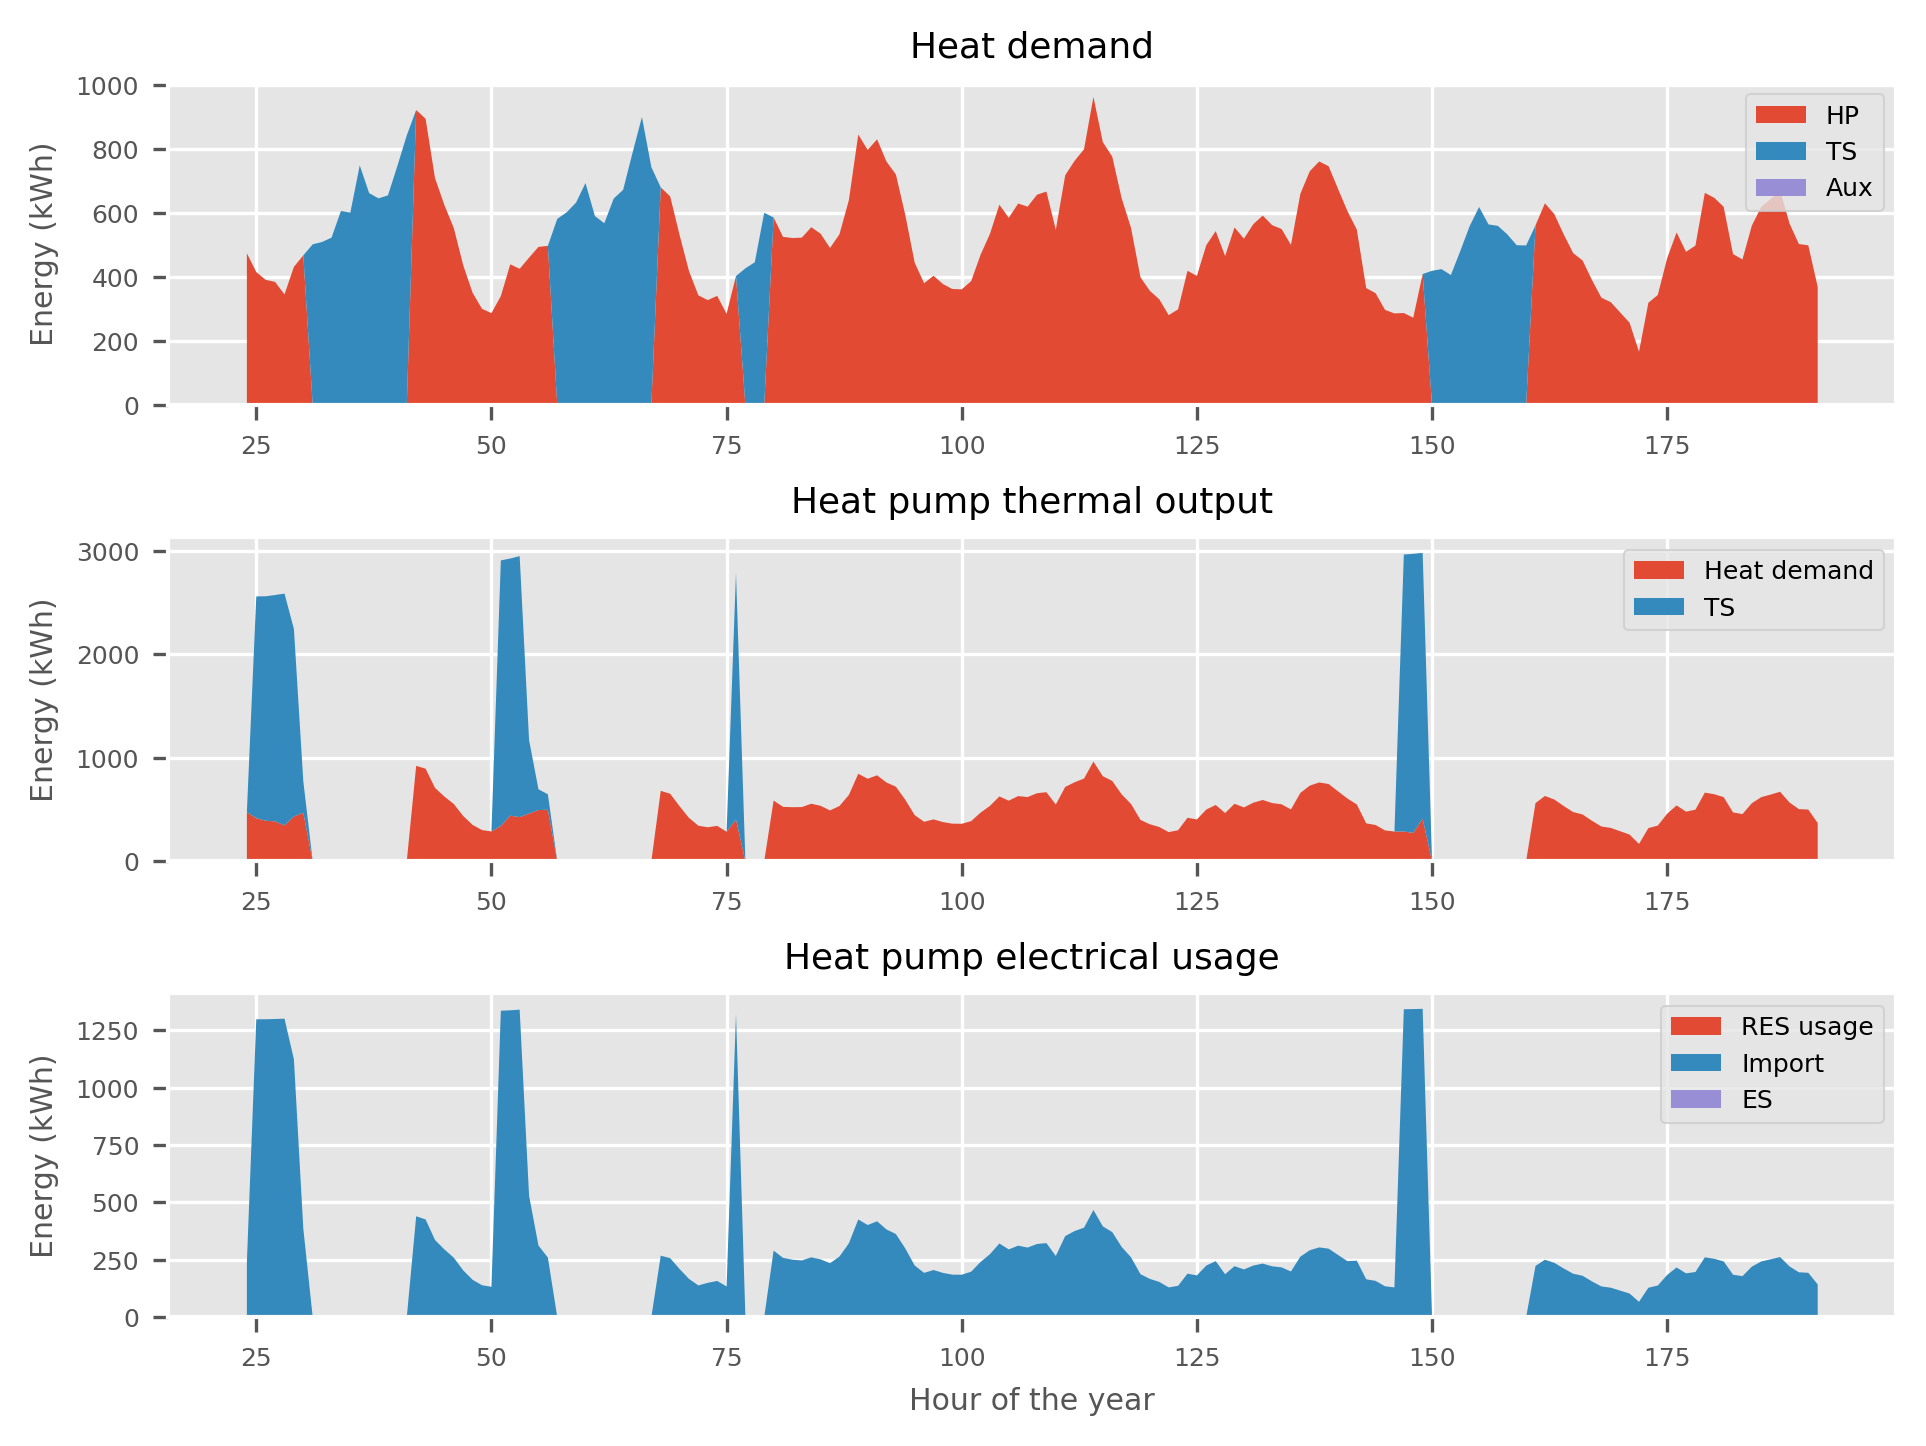 Heat demand
1000
800
600
400
200
0
Energy (kWh)
HP
TS
Aux
25 50 75 100 125 150 175
Heat pump thermal output
3000
2000
1000
0
Energy (kWh)
Heat demand
TS
25 50 75 100 125 150 175
Heat pump electrical usage
1250
1000
750
500
250
0
Energy (kWh)
RES usage
Import
ES
25 50 75 100 125 150 175
Hour of the year